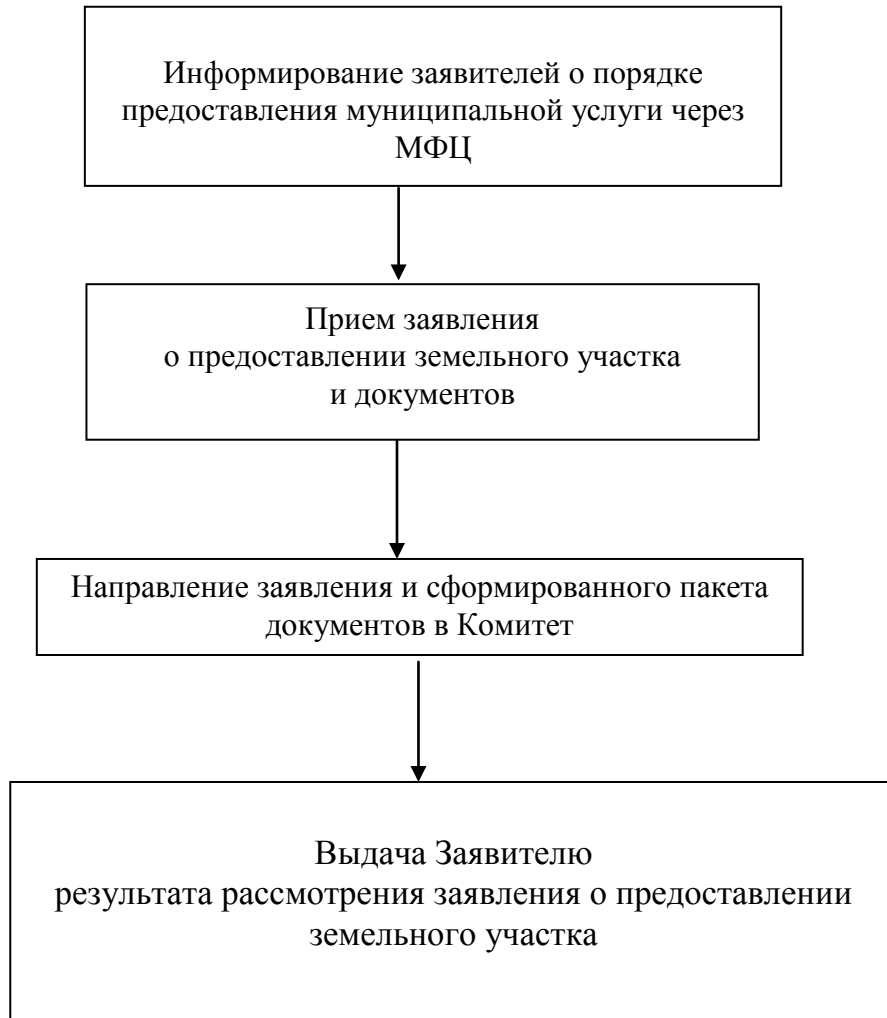 Информирование заявителей о порядке
предоставления муниципальной услуги через
МФЦ
Прием заявления
о предоставлении земельного участка
и документов
Направление заявления и сформированного пакета
документов в Комитет
Выдача Заявителю
результата рассмотрения заявления о предоставлении
земельного участка